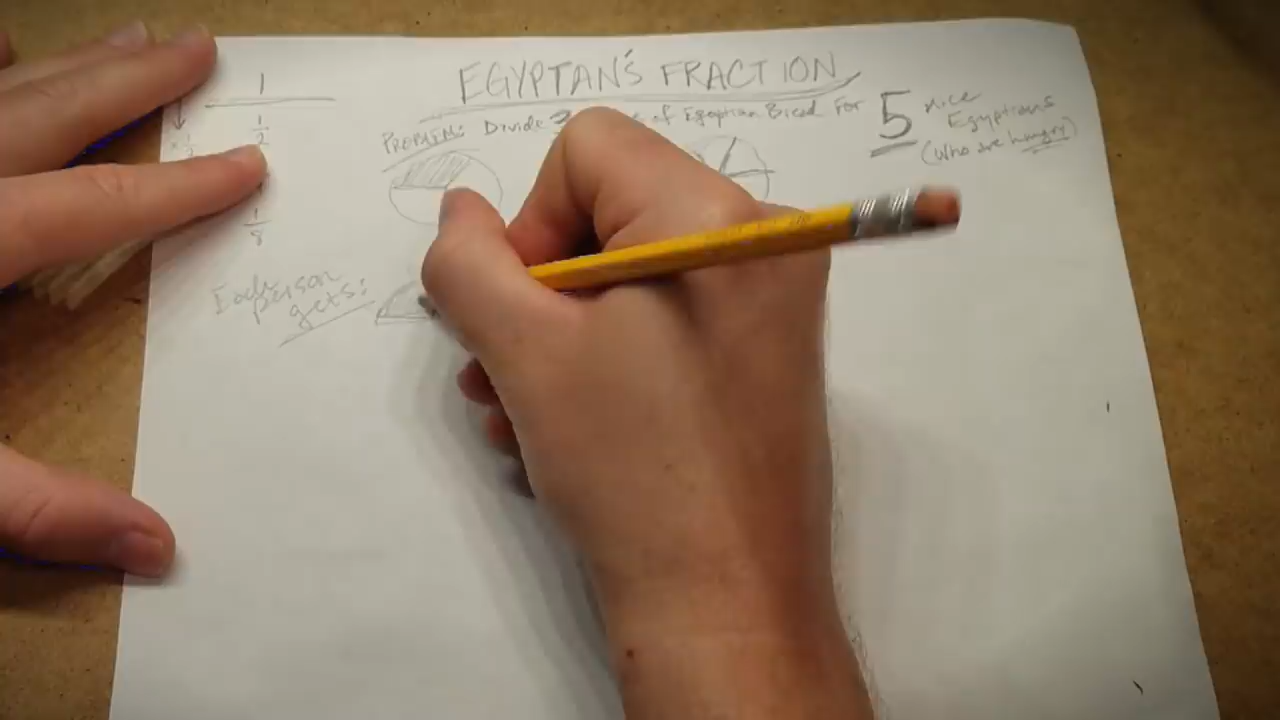 EGYPTAN'S FRACTION
PROBLEM: Divide 3 of Egyptian Bread For 5 nice
Egyptians
(who are hungry)
1
1/2
1/8
Each
person
gets: